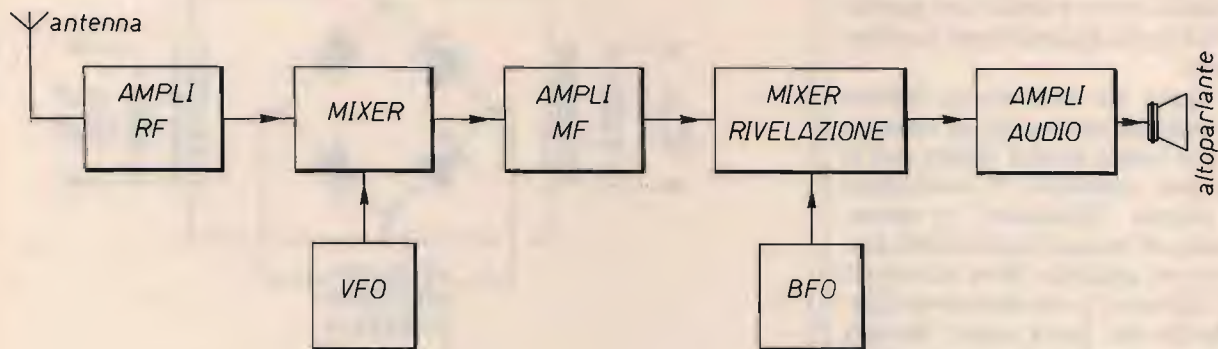 antenna
AMPLI
RF
MIXER
AMPLI
MF
MIXER
RIVELAZIONE
AMPLI
AUDIO
altoparlante
VFO
BFO